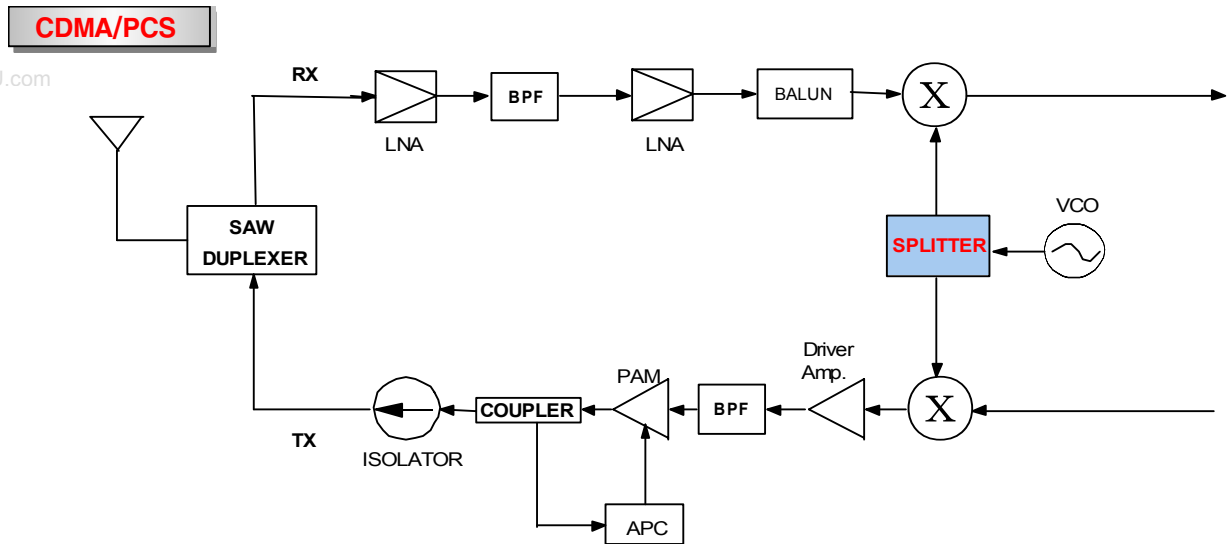 CDMA/PCS
J.com
RX
LNA
BPF
LNA
BALUN
X
SAW
DUPLEXER
SPLITTER
VCO
TX
ISOLATOR
COUPLER
PAM
BPF
Driver
Amp.
X
APC